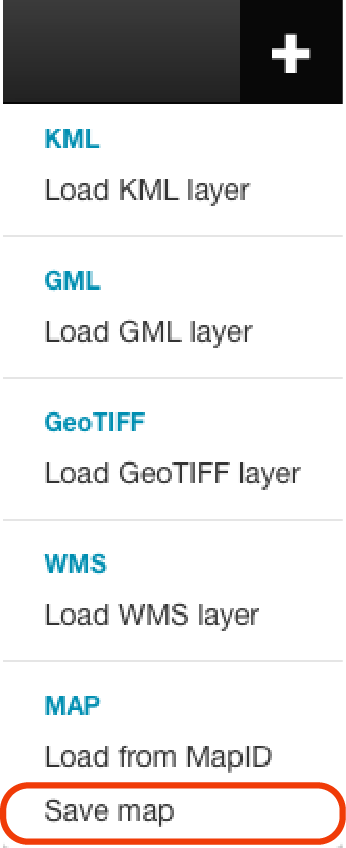 KML
Load KML layer
GML
Load GML layer
GeoTIFF
Load GeoTIFF layer
WMS
Load WMS layer
MAP
Load from MapID
Save map